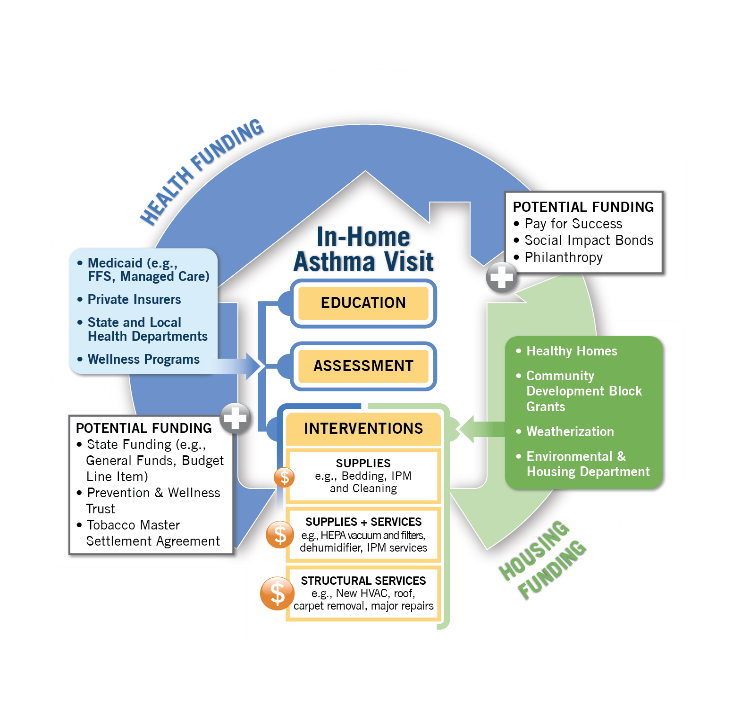 HEALTH FUNDING
In-Home
Asthma Visit
POTENTIAL FUNDING
• Pay for Success
• Social Impact Bonds
• Philanthropy
• Medicaid (e.g.,
FFS, Managed Care)
• Private Insurers
• State and Local
Health Departments
• Wellness Programs
EDUCATION
ASSESSMENT
INTERVENTIONS
SUPPLIES
e.g., Bedding, IPM
and Cleaning
$
SUPPLIES + SERVICES
e.g., HEPA vacuum and filters,
dehumidifier, IPM services
$
STRUCTURAL SERVICES
e.g., New HVAC, roof,
carpet removal, major repairs
$
• Healthy Homes
• Community
Development Block
Grants
• Weatherization
• Environmental &
Housing Department
POTENTIAL FUNDING
• State Funding (e.g.,
General Funds, Budget
Line Item)
• Prevention & Wellness
Trust
• Tobacco Master
Settlement Agreement
HOUSING
FUNDING